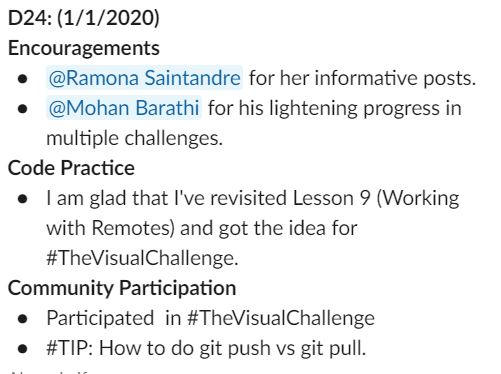 D24: (1/1/2020)
Encouragements
● @Ramona Saintandre for her informative posts.
● @Mohan Barathi for his lightening progress in
multiple challenges.
Code Practice
● I am glad that I've revisited Lesson 9 (Working
with Remotes) and got the idea for
#TheVisualChallenge.
Community Participation
● Participated in #TheVisualChallenge
● #TIP: How to do git push vs git pull.